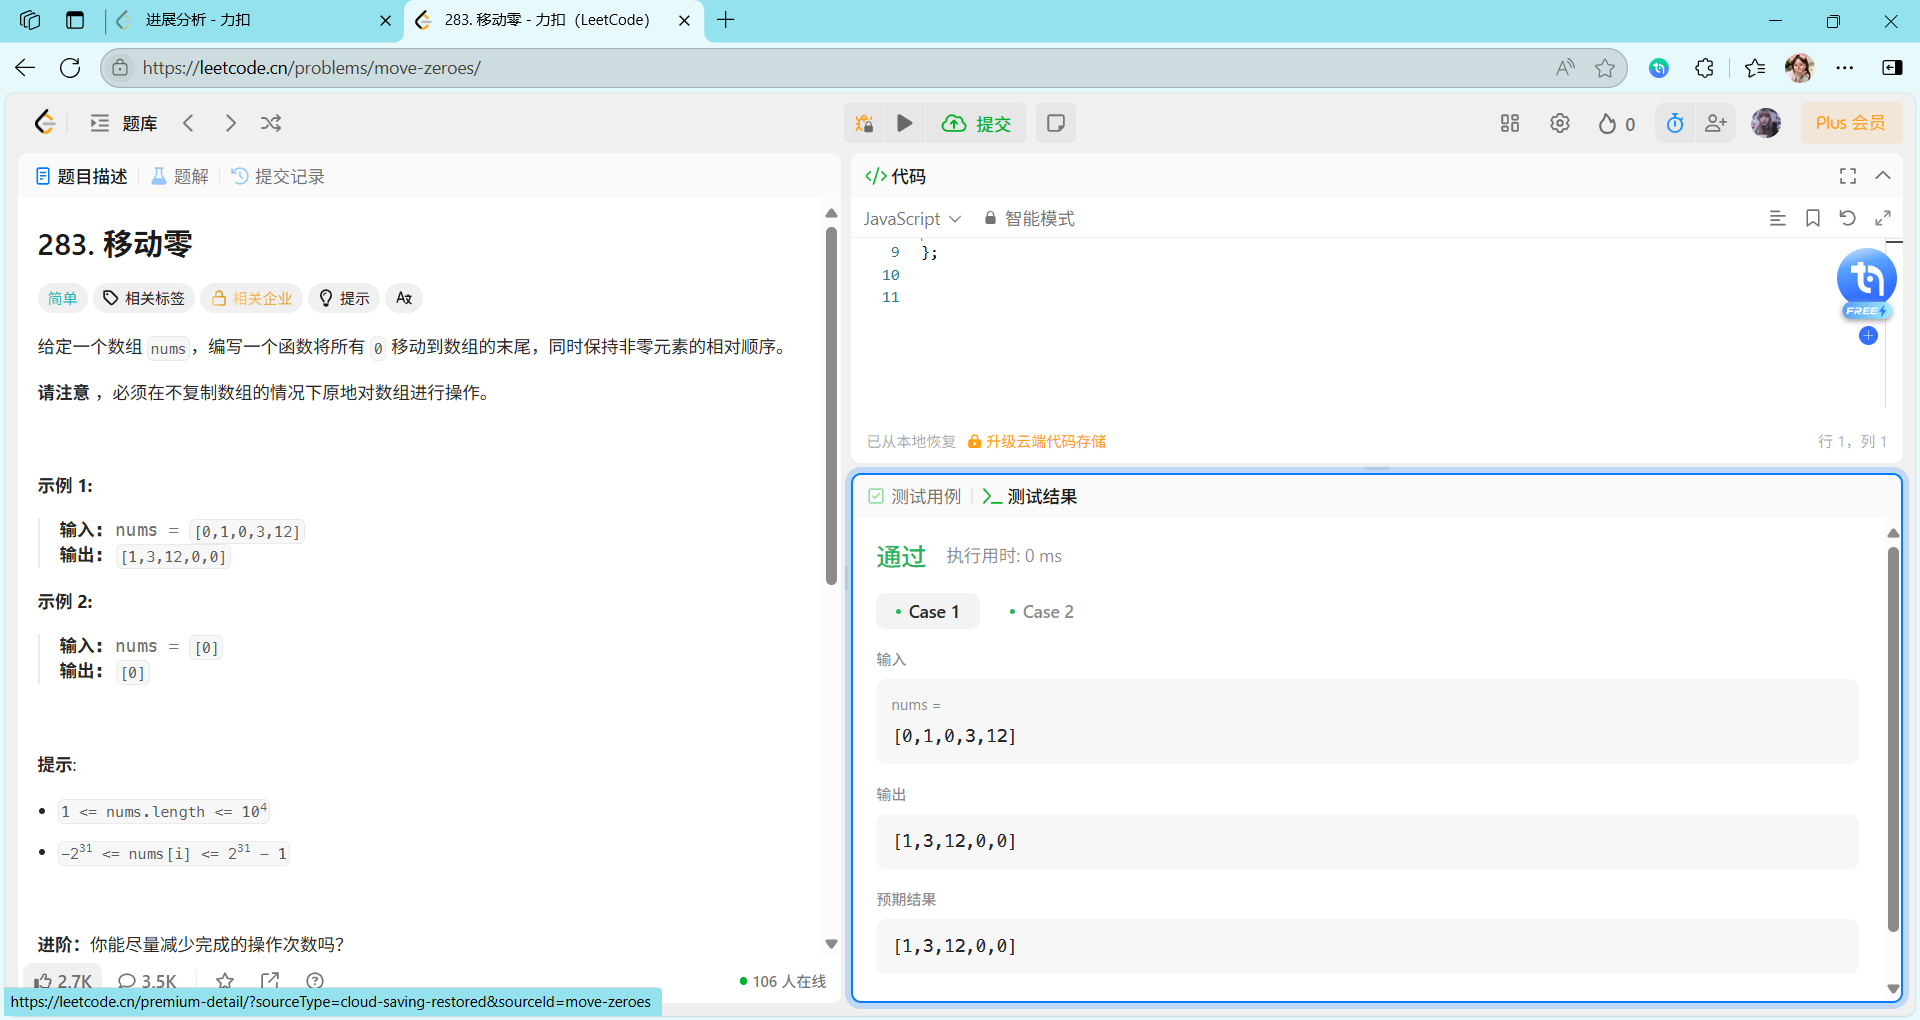 进展分析 - 力扣
283. 移动零 - 力扣（LeetCode）
https://leetcode.cn/problems/move-zeroes/
题库
提交
0
Plus 会员
题目描述
题解
提交记录
283. 移动零
简单
相关标签
相关企业
提示
给定一个数组 nums，编写一个函数将所有 0 移动到数组的末尾，同时保持非零元素的相对顺序。
请注意 ，必须在不复制数组的情况下原地对数组进行操作。
示例 1:
输入: nums = [0,1,0,3,12]
输出: [1,3,12,0,0]
示例 2:
输入: nums = [0]
输出: [0]
提示:
1 <= nums.length <= 10⁴
−2³¹ <= nums[i] <= 2³¹ − 1
进阶：你能尽量减少完成的操作次数吗？
2.7K
3.5K
106 人在线
https://leetcode.cn/premium-detail/?sourceType=cloud-saving-restored&sourceId=move-zeroes
</> 代码
JavaScript
智能模式
9 };
10
11
FREE
已从本地恢复
升级云端代码存储
行 1，列 1
测试用例
测试结果
通过
执行用时: 0 ms
Case 1
Case 2
输入
nums =
[0,1,0,3,12]
输出
[1,3,12,0,0]
预期结果
[1,3,12,0,0]